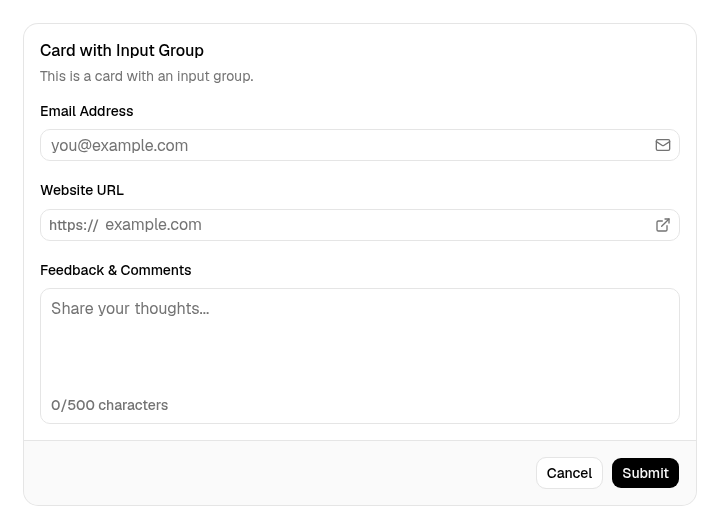 Card with Input Group
This is a card with an input group.
Email Address
you@example.com
Website URL
https:// example.com
Feedback & Comments
Share your thoughts...
0/500 characters
Cancel Submit